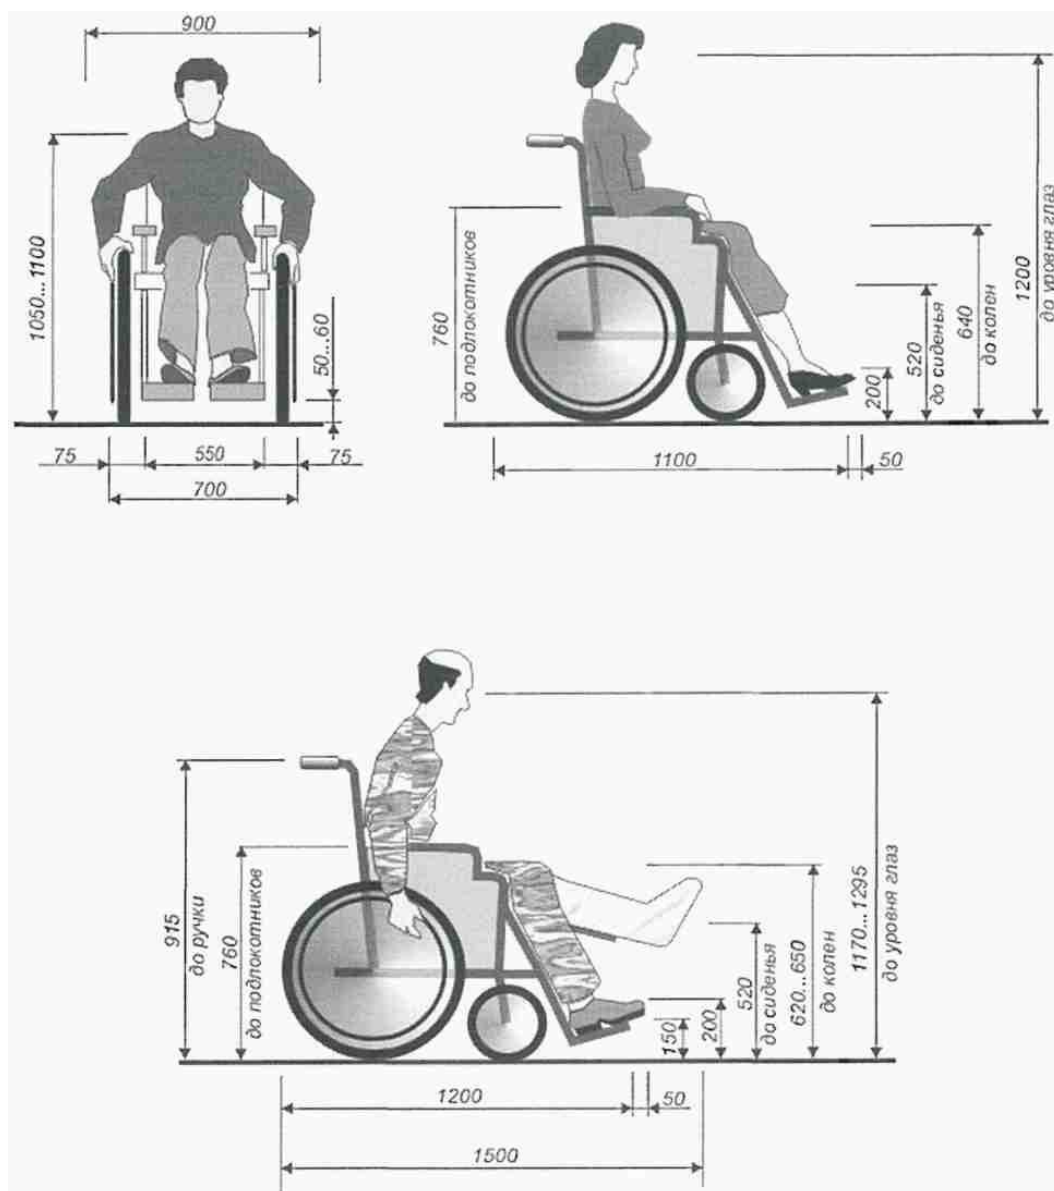 900
1050...1100
50...60
75
550
75
700
760
до подлокотников
200
520
до сиденья
640
до колен
1200
до уровня глаз
1100
50
915
до ручки
760
до подлокотников
150
200
520
до сиденья
620...650
до колен
1170...1295
до уровня глаз
1200
50
1500